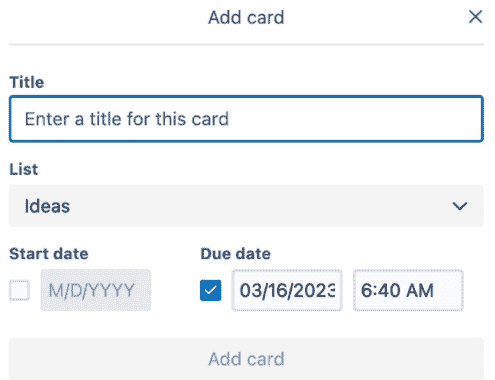 Add card
Title
Enter a title for this card
List
Ideas
Start date Due date
M/D/YYYY 03/16/2023 6:40 AM
Add card